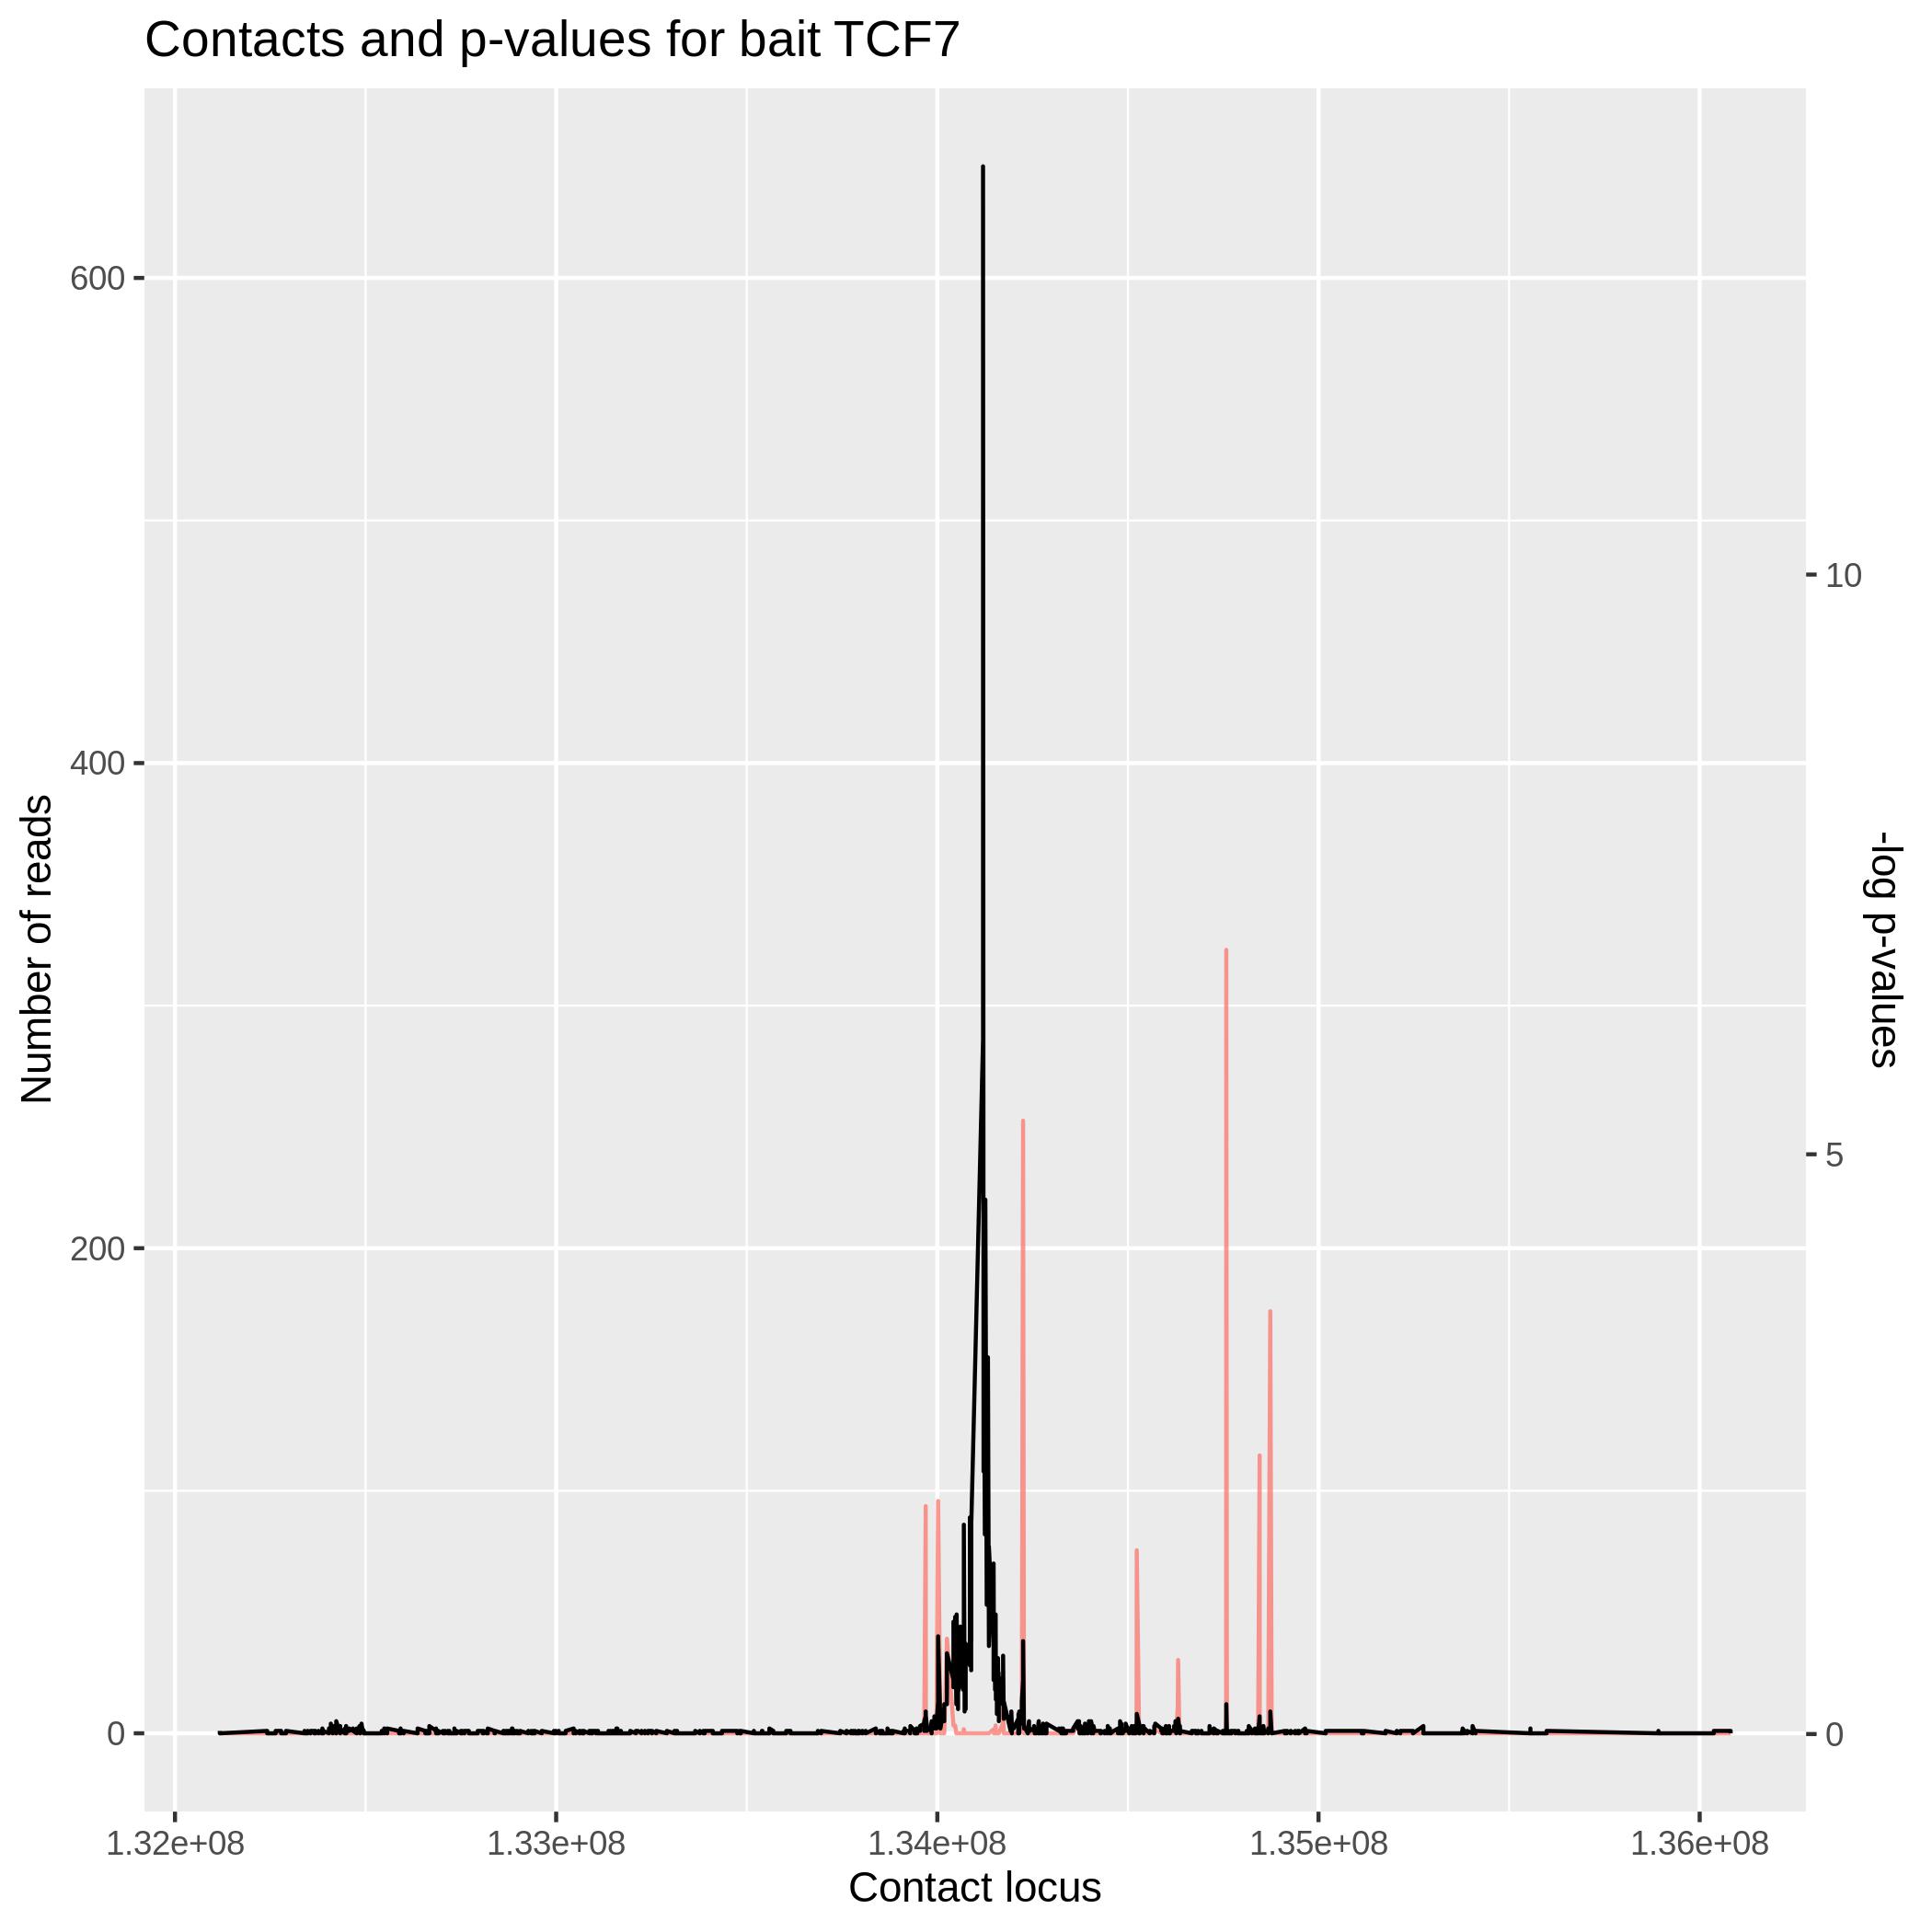 Contacts and p-values for bait TCF7
600
400
200
0
Number of reads
10
5
0
-log p-values
1.32e+08
1.33e+08
1.34e+08
1.35e+08
1.36e+08
Contact locus